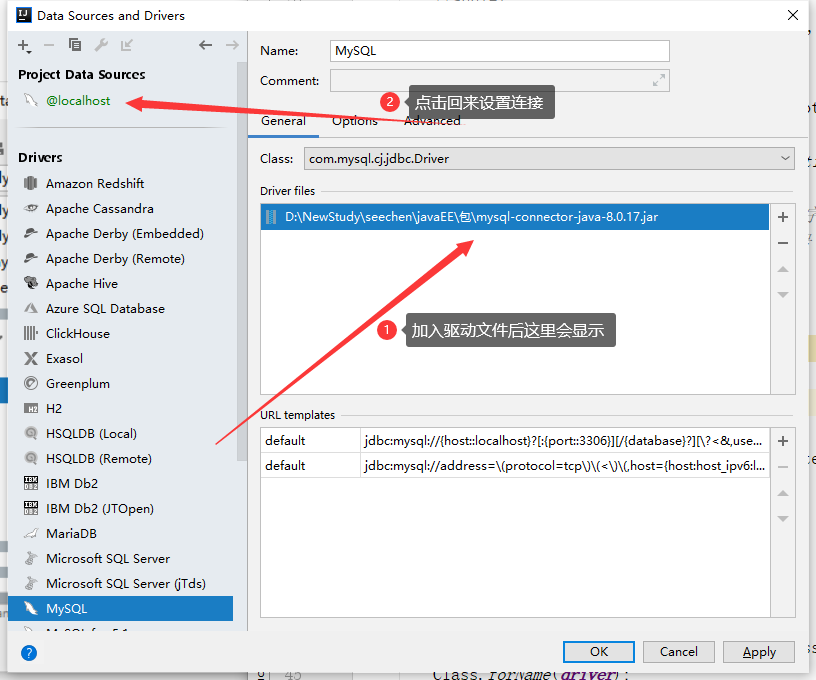 Data Sources and Drivers
Project Data Sources
@localhost
Drivers
Amazon Redshift
Apache Cassandra
Apache Derby (Embedded)
Apache Derby (Remote)
Apache Hive
Azure SQL Database
ClickHouse
Exasol
Greenplum
H2
HSQLDB (Local)
HSQLDB (Remote)
IBM Db2
IBM Db2 (JTOpen)
MariaDB
Microsoft SQL Server
Microsoft SQL Server (jTds)
MySQL
Name: MySQL
Comment:
2 点击回来设置连接
General Options Advanced
Class: com.mysql.cj.jdbc.Driver
Driver files
D:\NewStudy\seechen\javaEE\包\mysql-connector-java-8.0.17.jar
1 加入驱动文件后这里会显示
URL templates
default jdbc:mysql://{host::localhost}?[:{port::3306}][/{database}?][\?<&,use...
default jdbc:mysql://address=\(protocol=tcp\)\(<\)\(,host={host:host_ipv6:l...
? OK Cancel Apply
45 Class.forName(driver);